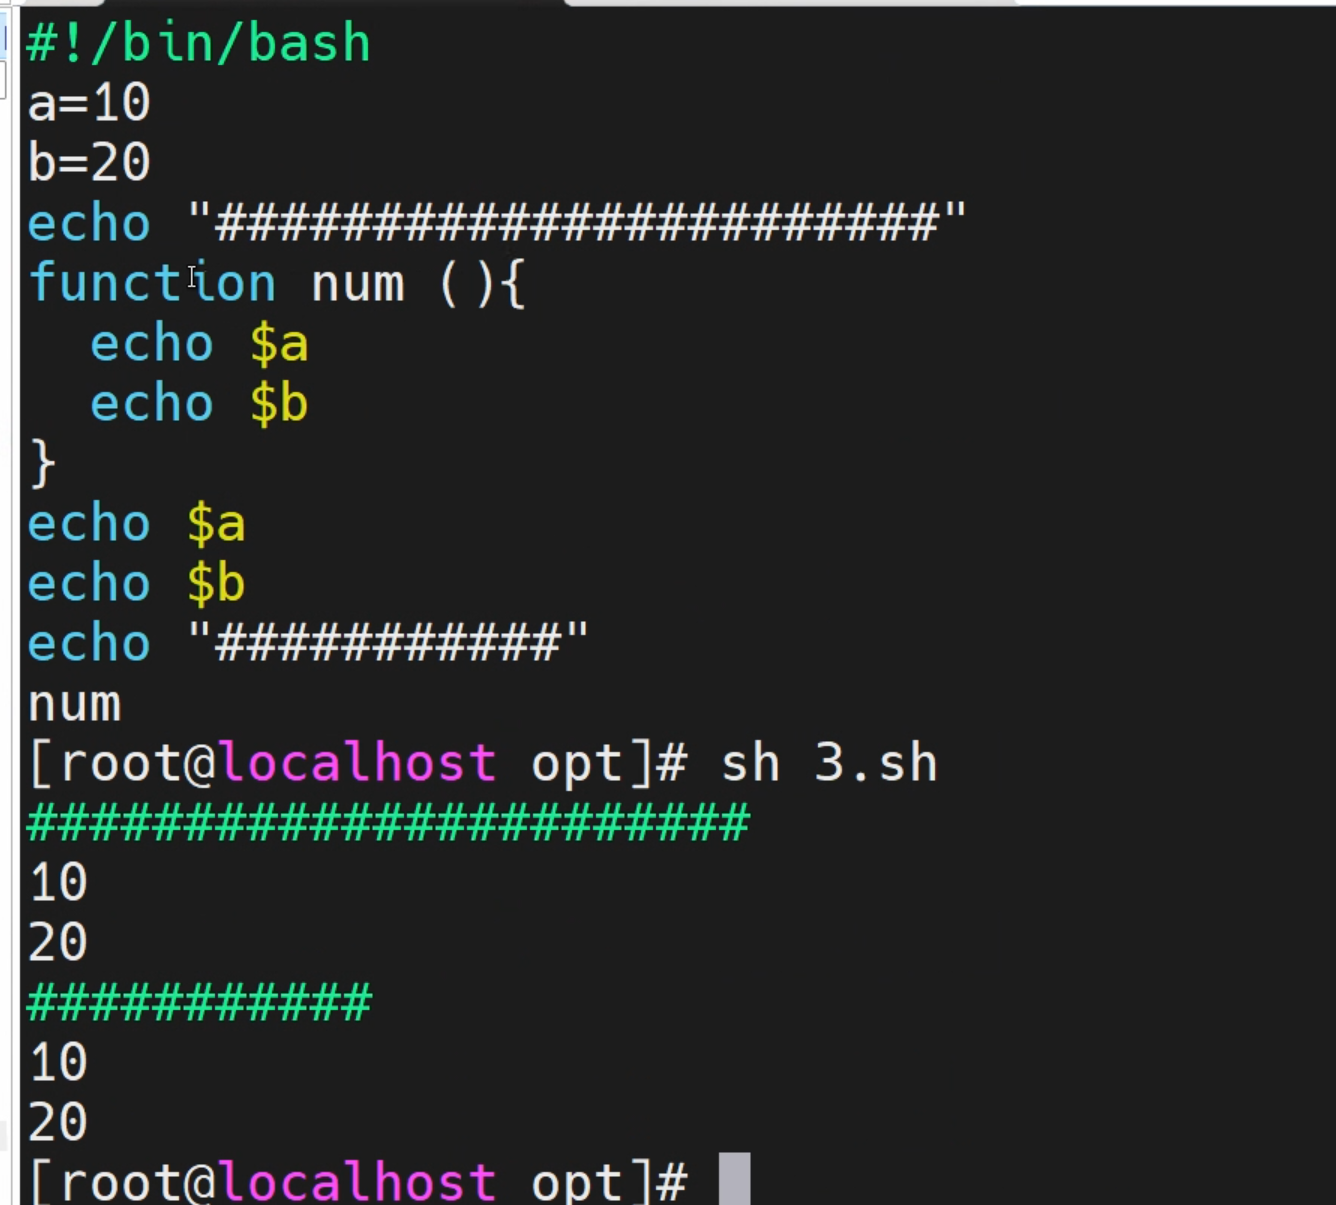 #!/bin/bash
a=10
b=20
echo "#######################"
function num (){
  echo $a
  echo $b
}
echo $a
echo $b
echo "###########"
num
[root@localhost opt]# sh 3.sh
#######################
10
20
###########
10
20
[root@localhost opt]#